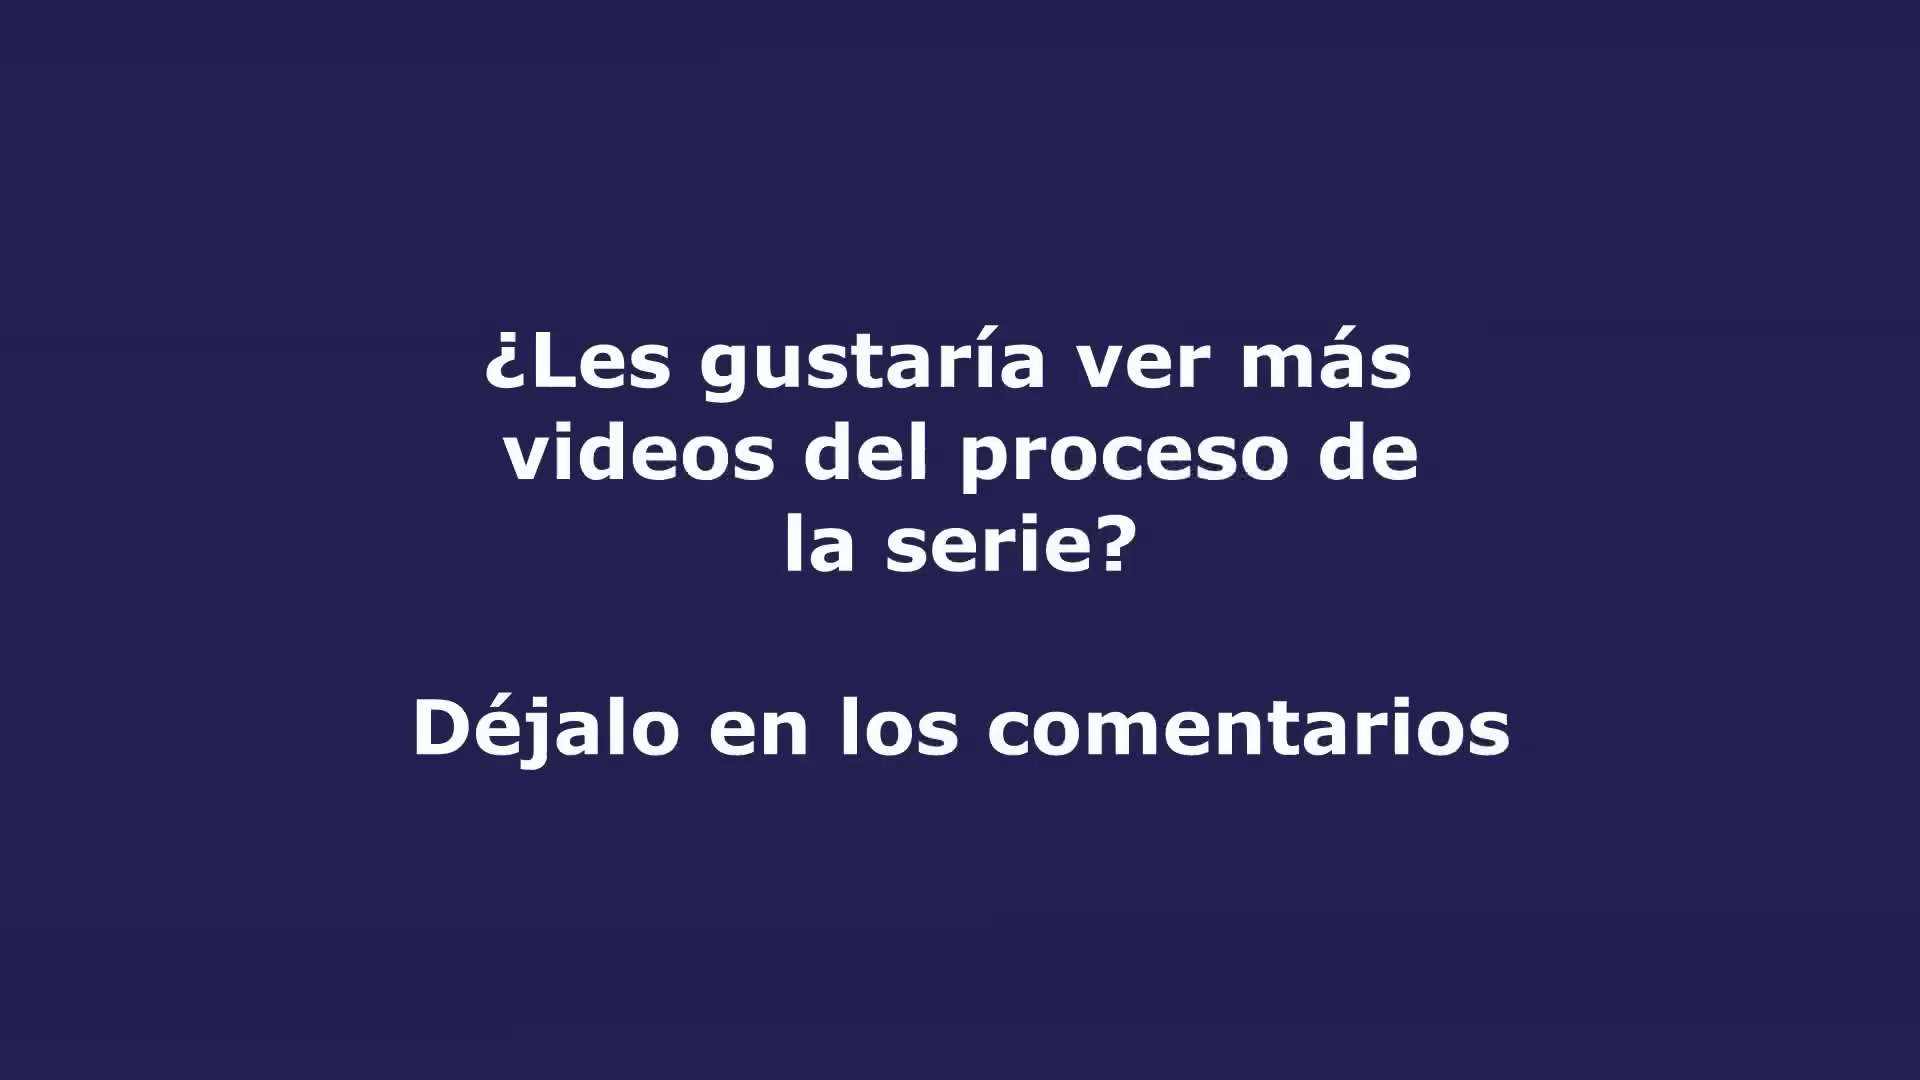 ¿Les gustaría ver más
videos del proceso de
la serie?
Déjalo en los comentarios